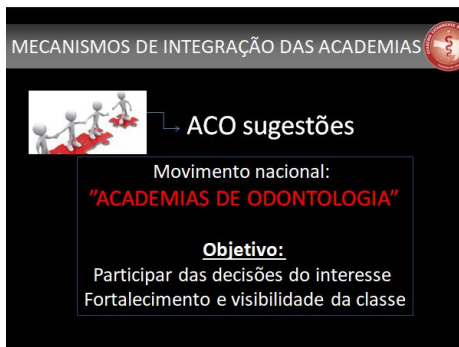 MECANISMOS DE INTEGRAÇÃO DAS ACADEMIAS
ACO sugestões
Movimento nacional:
"ACADEMIAS DE ODONTOLOGIA"
Objetivo:
Participar das decisões do interesse
Fortalecimento e visibilidade da classe